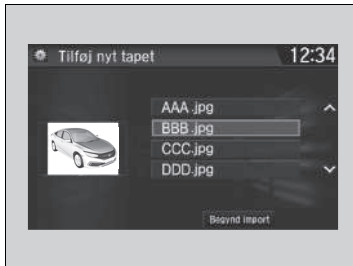 Tilføj nyt tapet
12:34
AAA.jpg
BBB.jpg
CCC.jpg
DDD.jpg
Begynd import